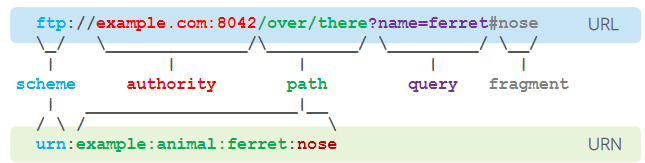 ftp://example.com:8042/over/there?name=ferret#nose URL
scheme authority path query fragment
urn:example:animal:ferret:nose URN